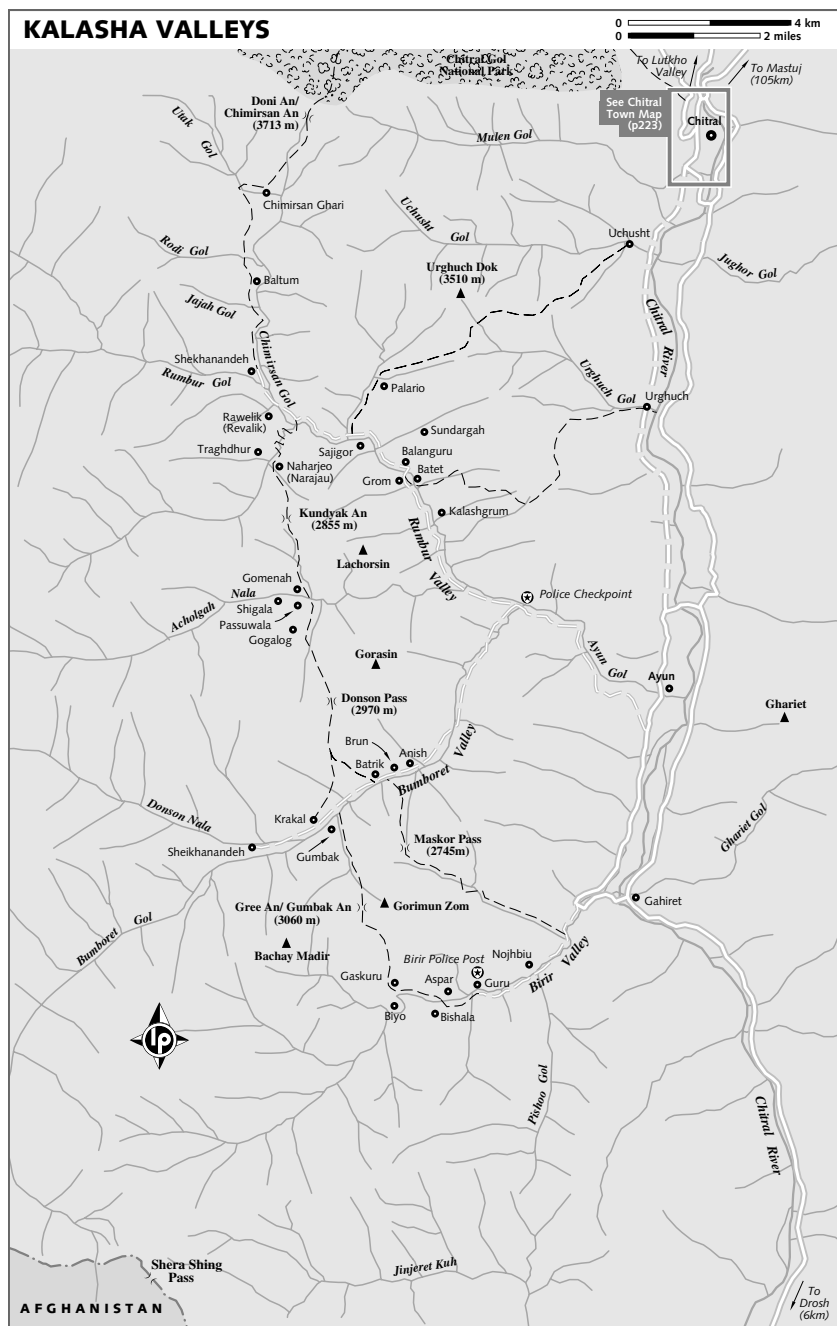 KALASHA VALLEYS
0 4 km
0 2 miles
Chitral Gol
National Park
To Lutkho
Valley
To Mastuj
(105km)
See Chitral
Town Map
(p223)
Chitral
Doni An/
Chimirsan An
(3713 m)
Utak
Gol
Mulen Gol
Chimirsan Ghari
Uchusht
Gol
Uchusht
Rodi Gol
Urghuch Dok
(3510 m)
Jughor Gol
Baltum
Jajah Gol
Chitral
River
Chimirsan Gol
Shekhanandeh
Rumbur Gol
Palario
Urghuch
Gol
Urghuch
Rawelik
(Revalik)
Sundargah
Traghdhur
Sajigor
Balanguru
Naharjeo
(Narajau)
Batet
Grom
Kundyak An
(2855 m)
Kalashgrum
Rumbur
Valley
Lachorsin
Gomenah
Acholgah
Nala
Shigala
Passuwala
Gogalog
Police Checkpoint
Ayun
Gol
Gorasin
Ayun
Donson Pass
(2970 m)
Ghariet
Brun
Anish
Batrik
Bumboret
Valley
Donson Nala
Krakal
Gumbak
Sheikhanandeh
Maskor Pass
(2745m)
Ghariet Gol
Bumboret
Gol
Gree An/ Gumbak An
(3060 m)
Gorimun Zom
Gahiret
Bachay Madir
Birir Police Post
Nojhbiu
Birir
Valley
Gaskuru
Aspar
Guru
Biyo
Bishala
lp
Pishoo Gol
Chitral
River
Shera Shing
Pass
Jinjeret Kuh
AFGHANISTAN
To
Drosh
(6km)